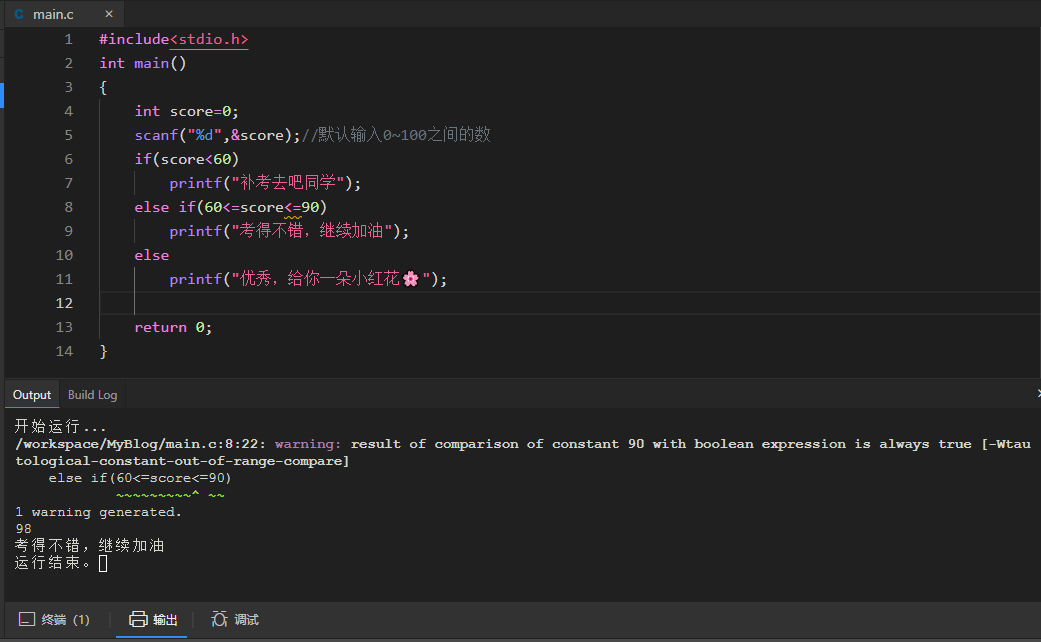 C main.c ×
1 #include<stdio.h>
2 int main()
3 {
4 int score=0;
5 scanf("%d",&score);//默认输入0~100之间的数
6 if(score<60)
7 printf("补考去吧同学");
8 else if(60<=score<=90)
9 printf("考得不错，继续加油");
10 else
11 printf("优秀，给你一朵小红花🌸");
12
13 return 0;
14 }
Output Build Log
开始运行...
/workspace/MyBlog/main.c:8:22: warning: result of comparison of constant 90 with boolean expression is always true [-Wtau
tological-constant-out-of-range-compare]
else if(60<=score<=90)
~~~~~~~~~^ ~~
1 warning generated.
98
考得不错，继续加油
运行结束。
终端 (1) 输出 调试